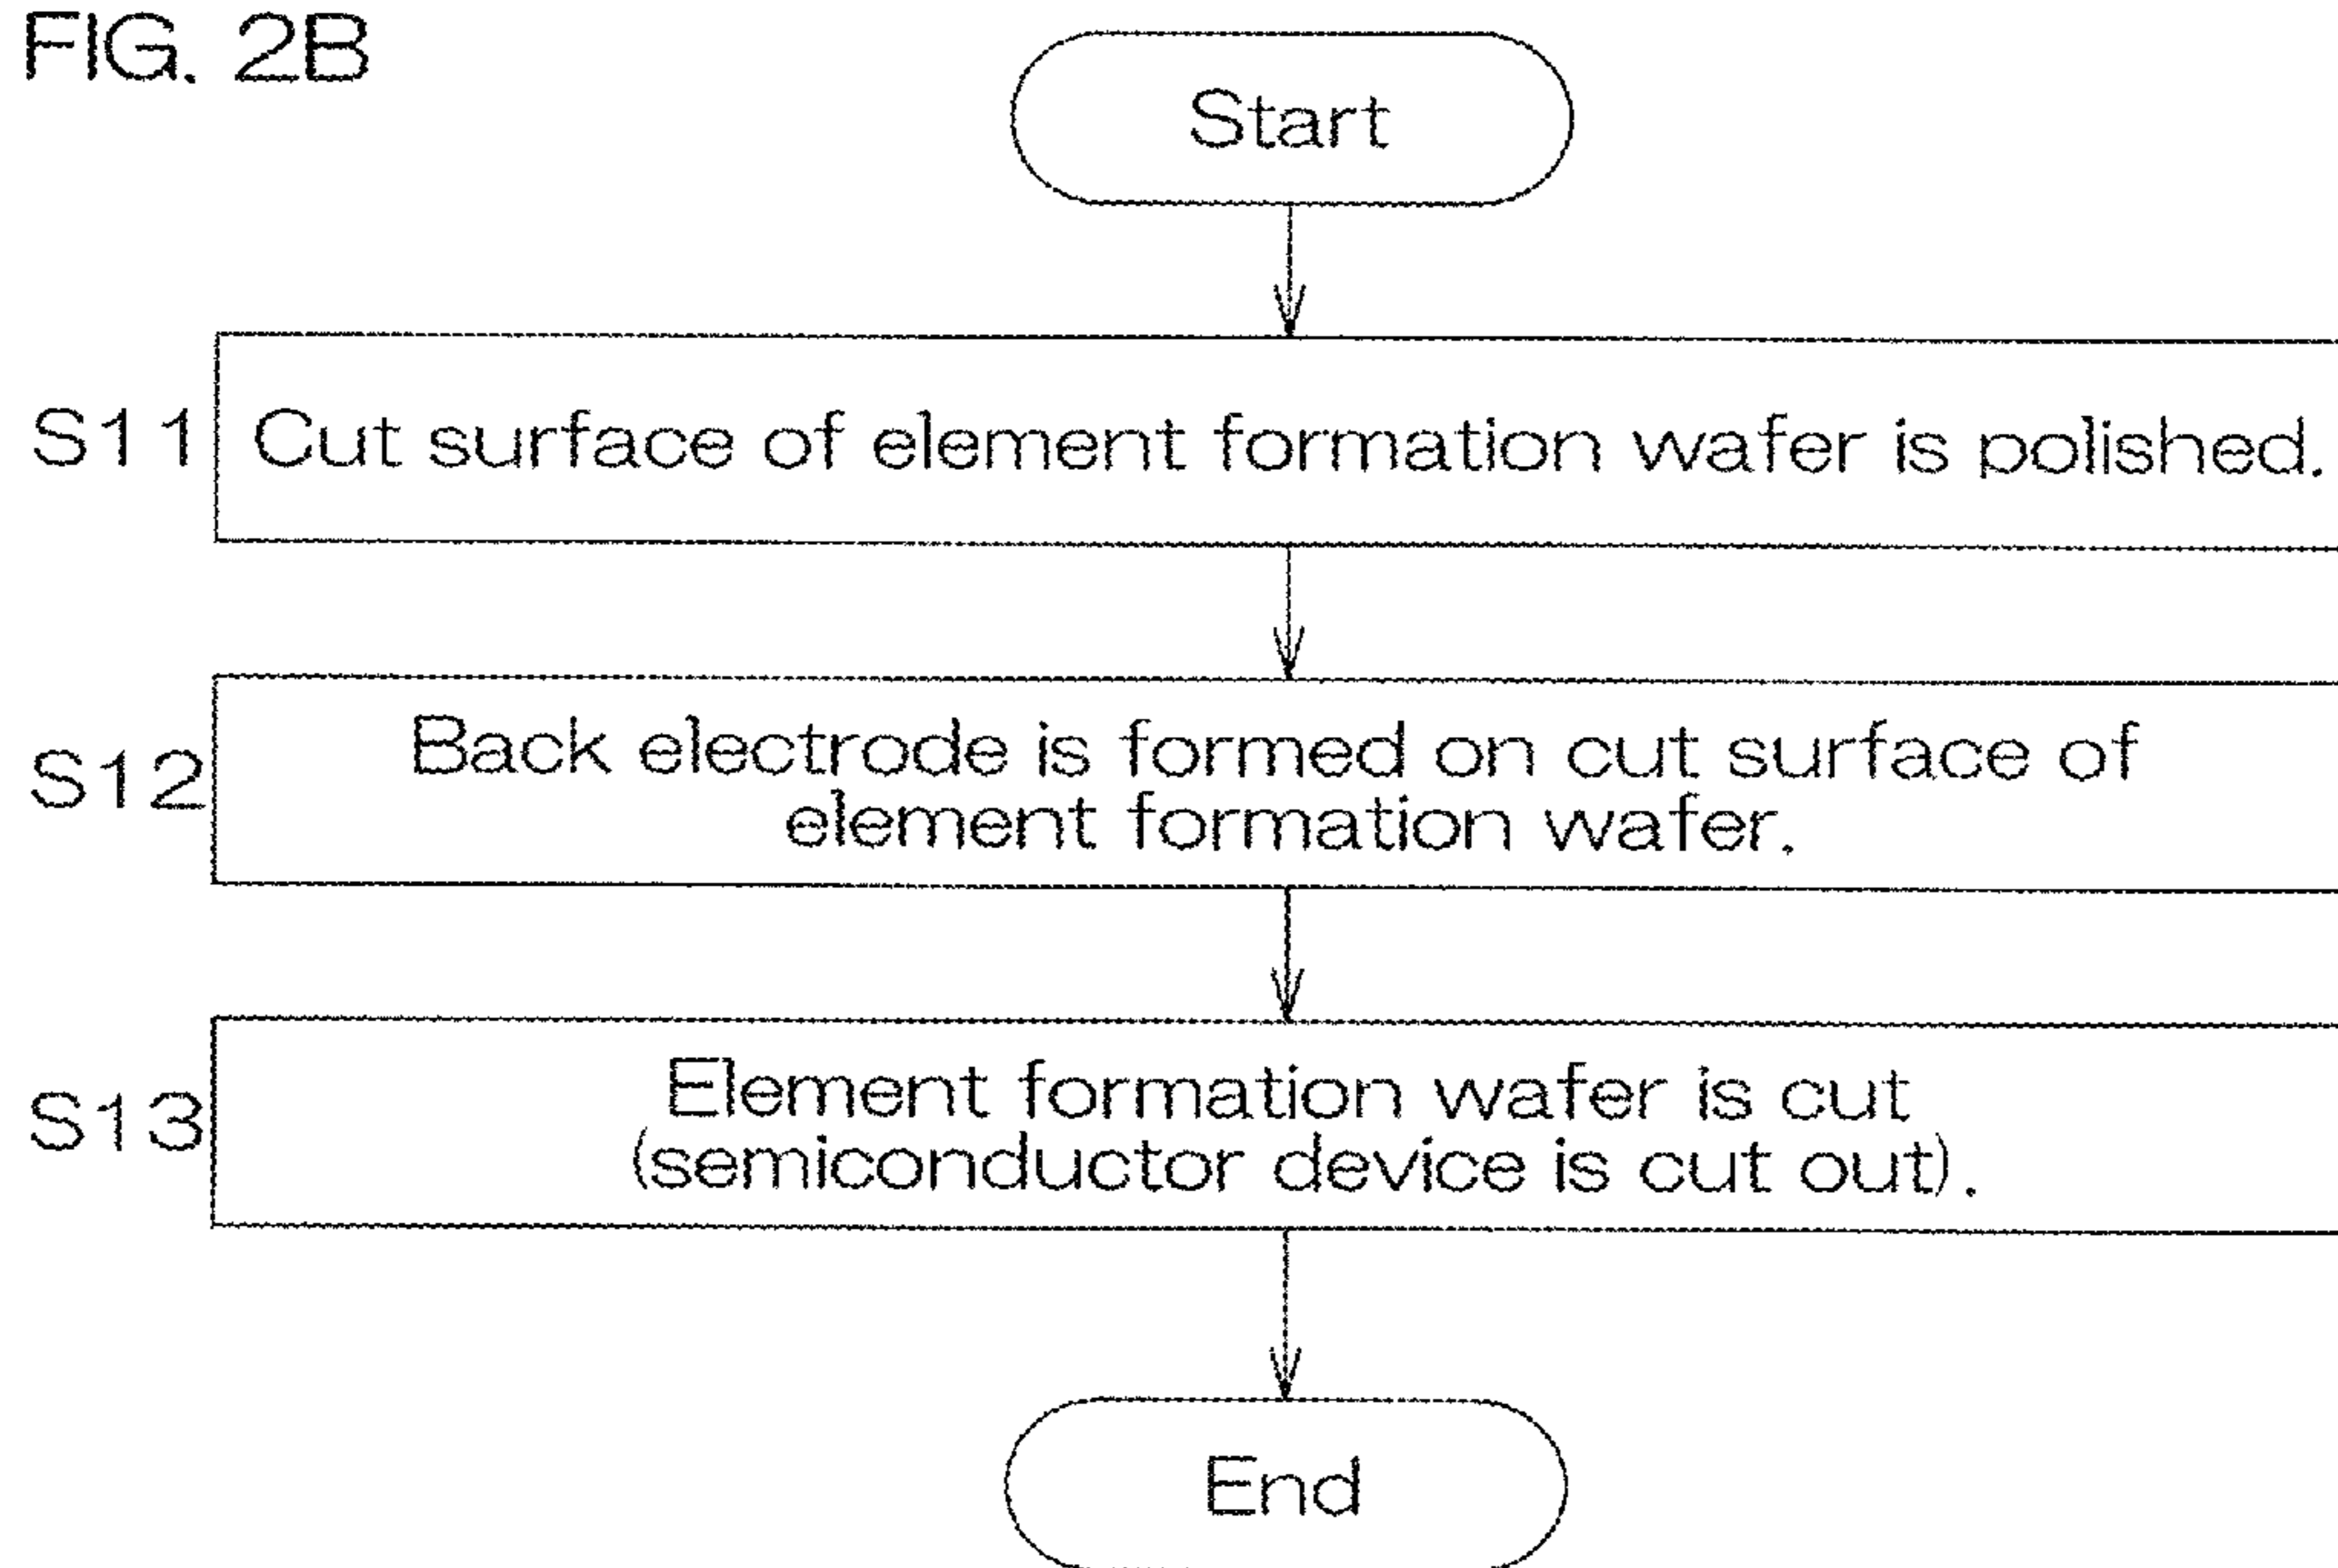 FIG. 2B
Start
S11
Cut surface of element formation wafer is polished.
S12
Back electrode is formed on cut surface of
element formation wafer.
S13
Element formation wafer is cut
(semiconductor device is cut out).
End